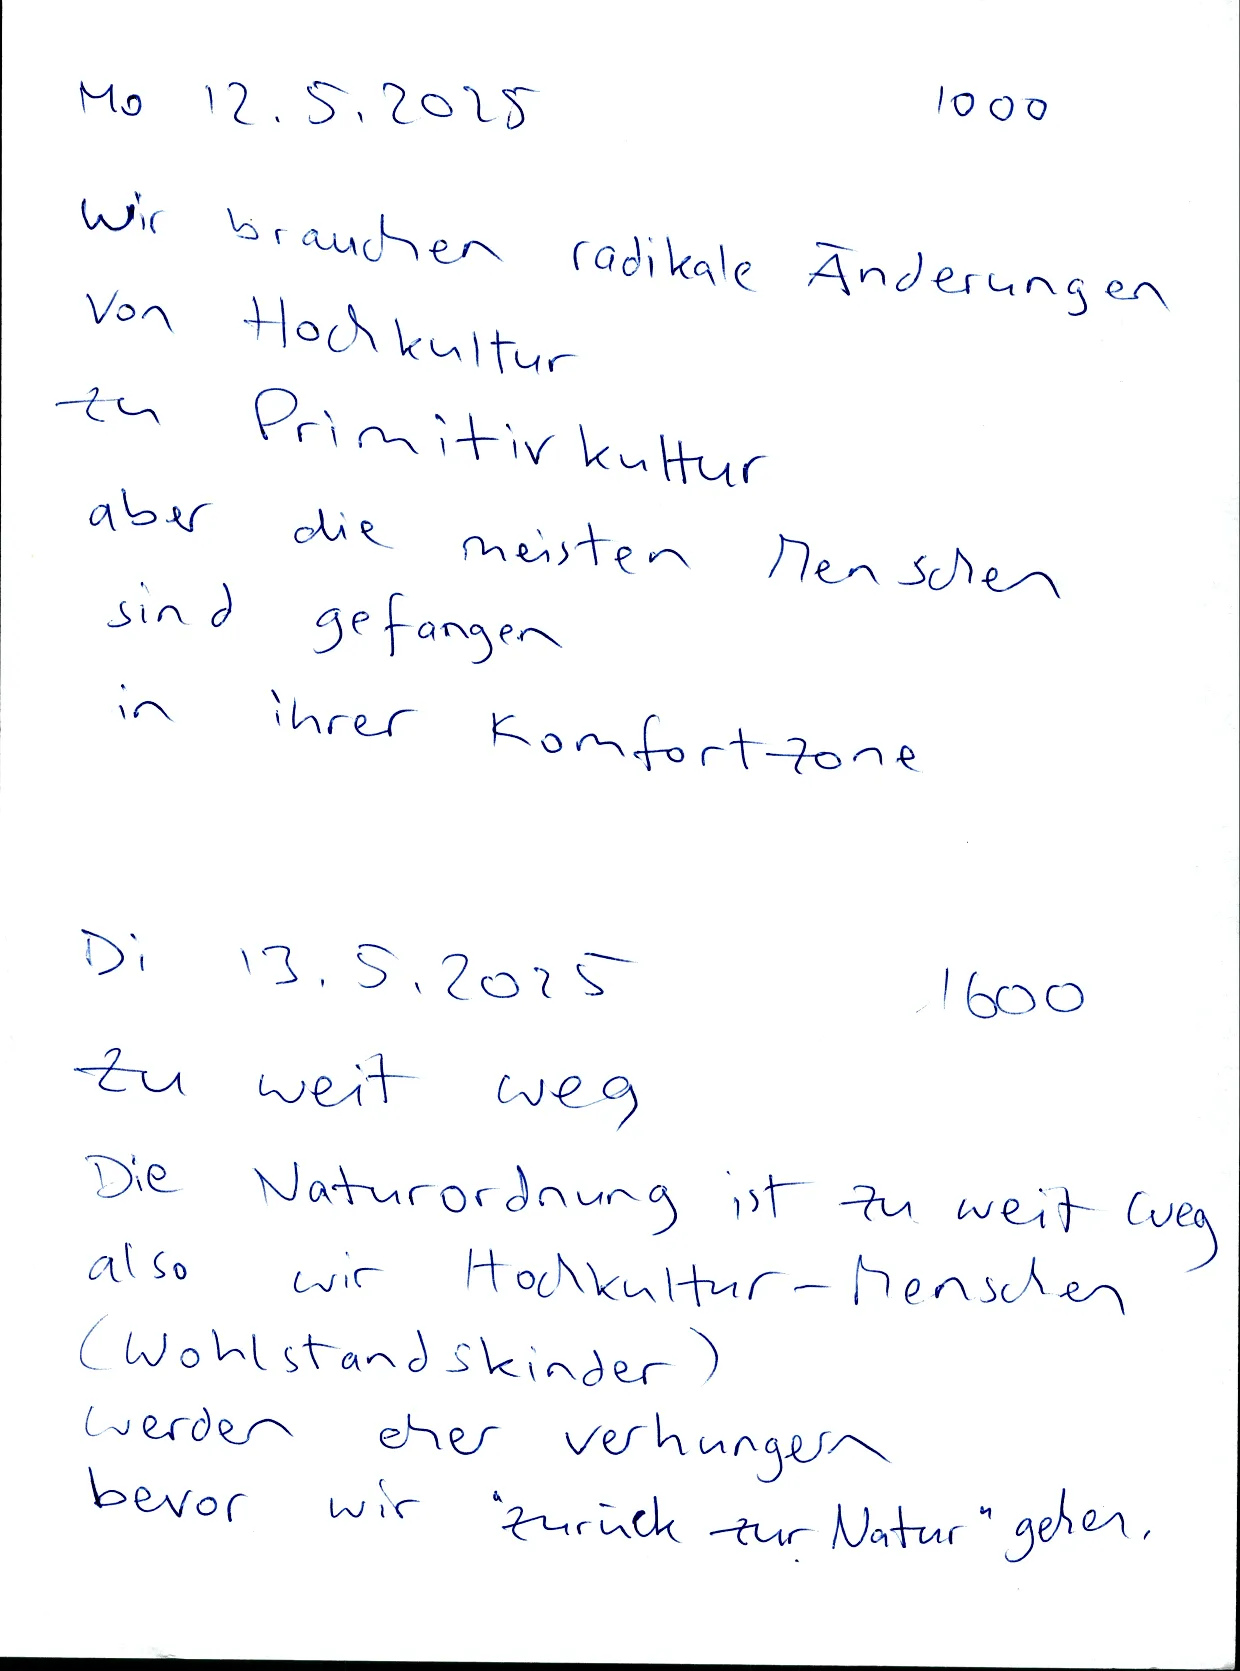 Mo 12.5.2025 1000
Wir brauchen radikale Änderungen
von Hochkultur
zu Primitivkultur
aber die meisten Menschen
sind gefangen
in ihrer Komfortzone
Di 13.5.2025 1600
zu weit weg
Die Naturordnung ist zu weit weg
also wir Hochkultur-Menschen
(Wohlstandskinder)
werden eher verhungern
bevor wir "zurück zur Natur" gehen.